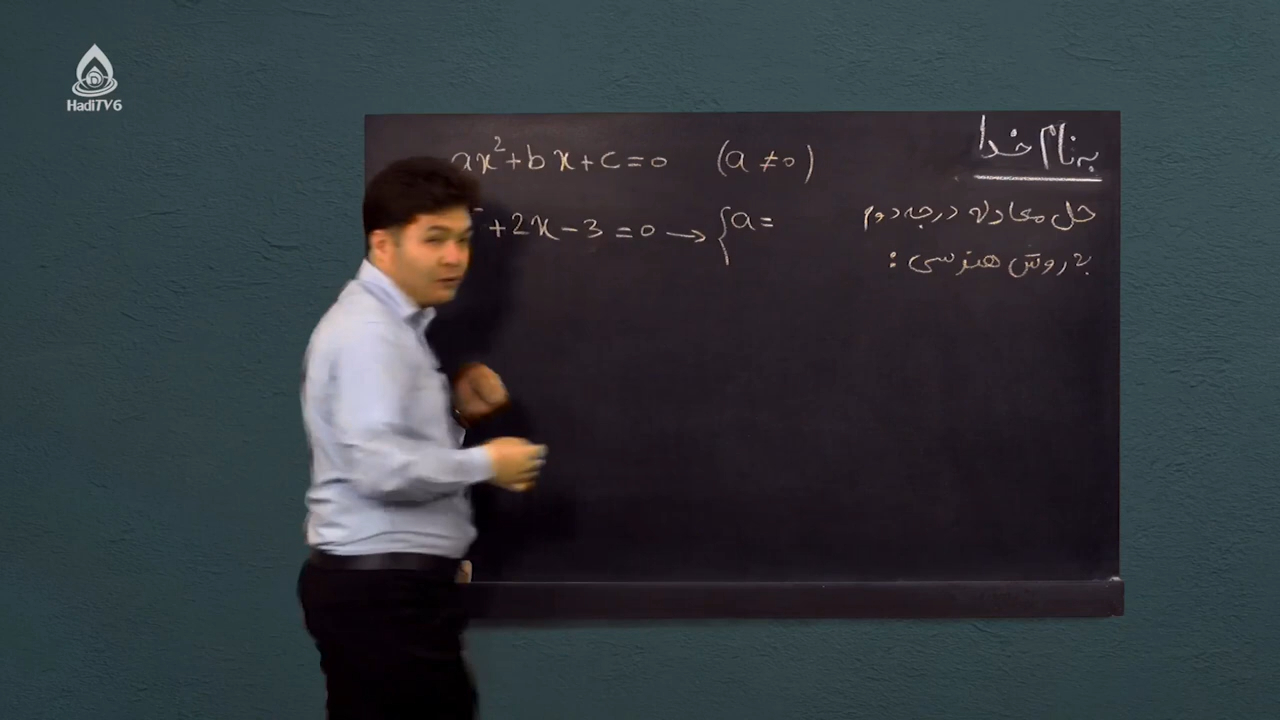 HadiTV6
به نام خدا
ax²+bx+c=0 (a≠0)
حل معادله درجه دوم
+2x-3=0→{a=
به روش هندسی :